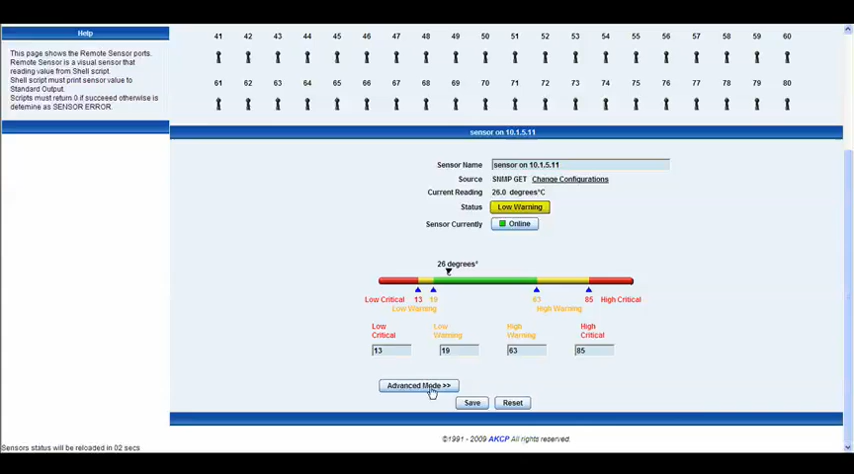 Help
This page shows the Remote Sensor ports.
Remote Sensor is a visual sensor that
reading value from Shell script.
Shell script must print sensor value to
Standard Output.
Scripts must return 0 if succeeed otherwise is
detemine as SENSOR ERROR.
41 42 43 44 45 46 47 48 49 50 51 52 53 54 55 56 57 58 59 60
61 62 63 64 65 66 67 68 69 70 71 72 73 74 75 76 77 78 79 80
sensor on 10.1.5.11
Sensor Name sensor on 10.1.5.11
Source SNMP GET Change Configurations
Current Reading 26.0 degrees°C
Status Low Warning
Sensor Currently Online
26 degrees°
Low Critical 13 19 63 85 High Critical
Low Warning High Warning
Low Critical
Low Warning
High Warning
High Critical
13 19 63 85
Advanced Mode >>
Save Reset
©1991 - 2009 AKCP All rights reserved.
Sensors status will be reloaded in 02 secs